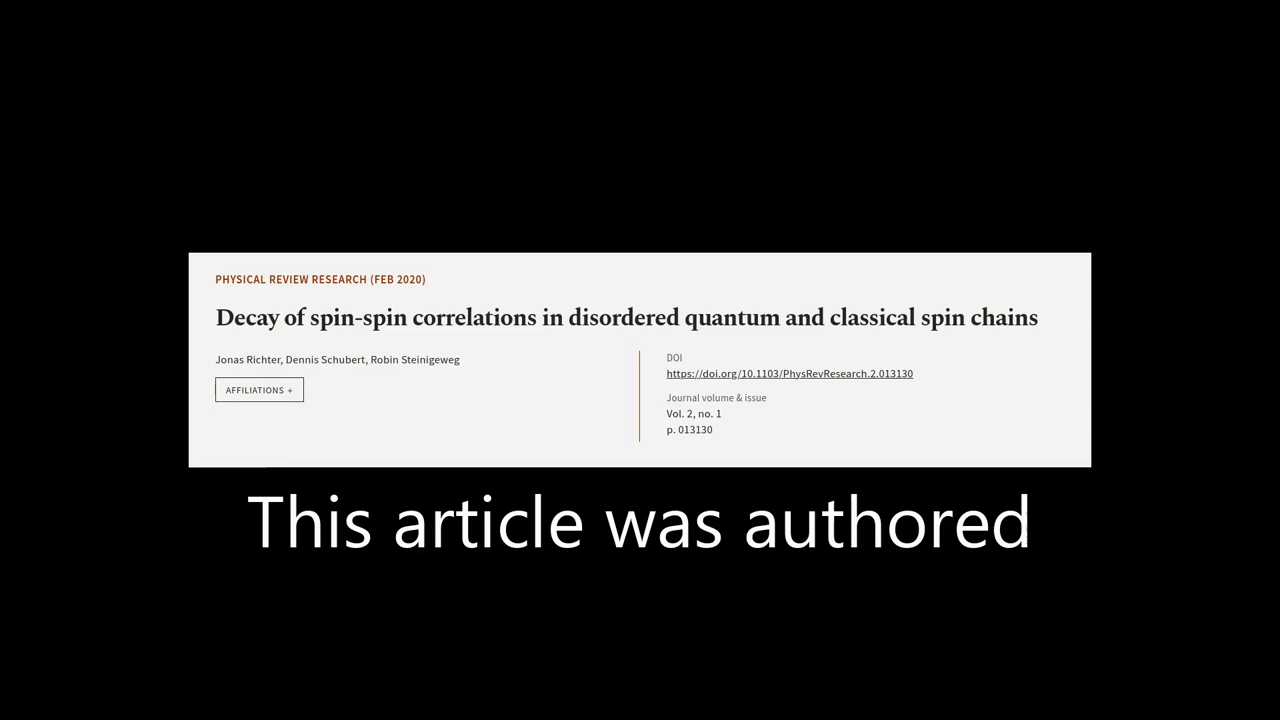 PHYSICAL REVIEW RESEARCH (FEB 2020)
Decay of spin-spin correlations in disordered quantum and classical spin chains
Jonas Richter, Dennis Schubert, Robin Steinigeweg
AFFILIATIONS +
DOI
https://doi.org/10.1103/PhysRevResearch.2.013130
Journal volume & issue
Vol. 2, no. 1
p. 013130
This article was authored